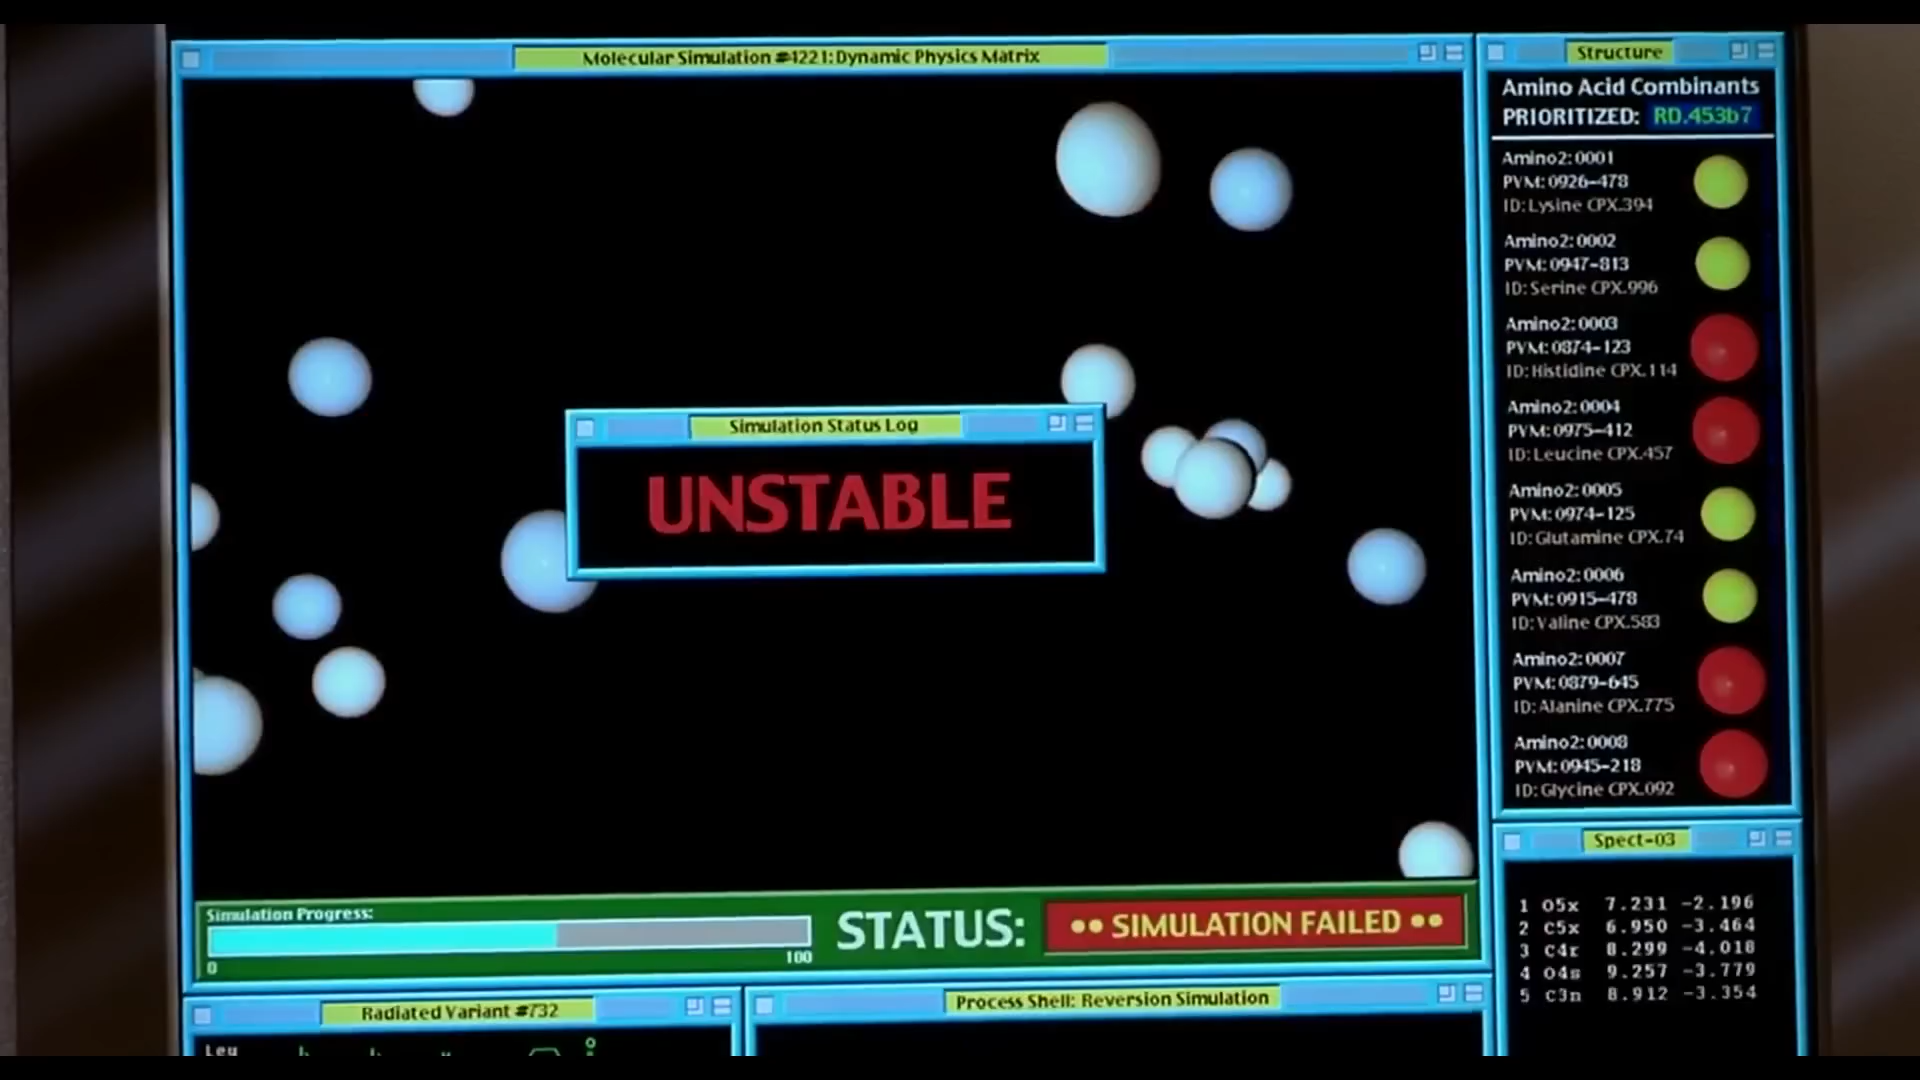 Molecular Simulation #4221: Dynamic Physics Matrix
Simulation Status Log
UNSTABLE
Simulation Progress:
0
100
STATUS:
•• SIMULATION FAILED ••
Structure
Amino Acid Combinants
PRIORITIZED: RD.453b7
Amino2: 0001
PVM: 0926-478
ID: Lysine CPX.394
Amino2: 0002
PVM: 0947-813
ID: Serine CPX.996
Amino2: 0003
PVM: 0874-123
ID: Histidine CPX.114
Amino2: 0004
PVM: 0975-412
ID: Leucine CPX.457
Amino2: 0005
PVM: 0974-125
ID: Glutamine CPX.74
Amino2: 0006
PVM: 0915-478
ID: Valine CPX.583
Amino2: 0007
PVM: 0879-645
ID: Alanine CPX.775
Amino2: 0008
PVM: 0945-218
ID: Glycine CPX.092
Spect-03
1 O5x 7.231 -2.196
2 C5x 6.950 -3.464
3 C4r 8.299 -4.018
4 O4s 9.257 -3.779
5 C3n 8.912 -3.354
Radiated Variant #732
Process Shell: Reversion Simulation